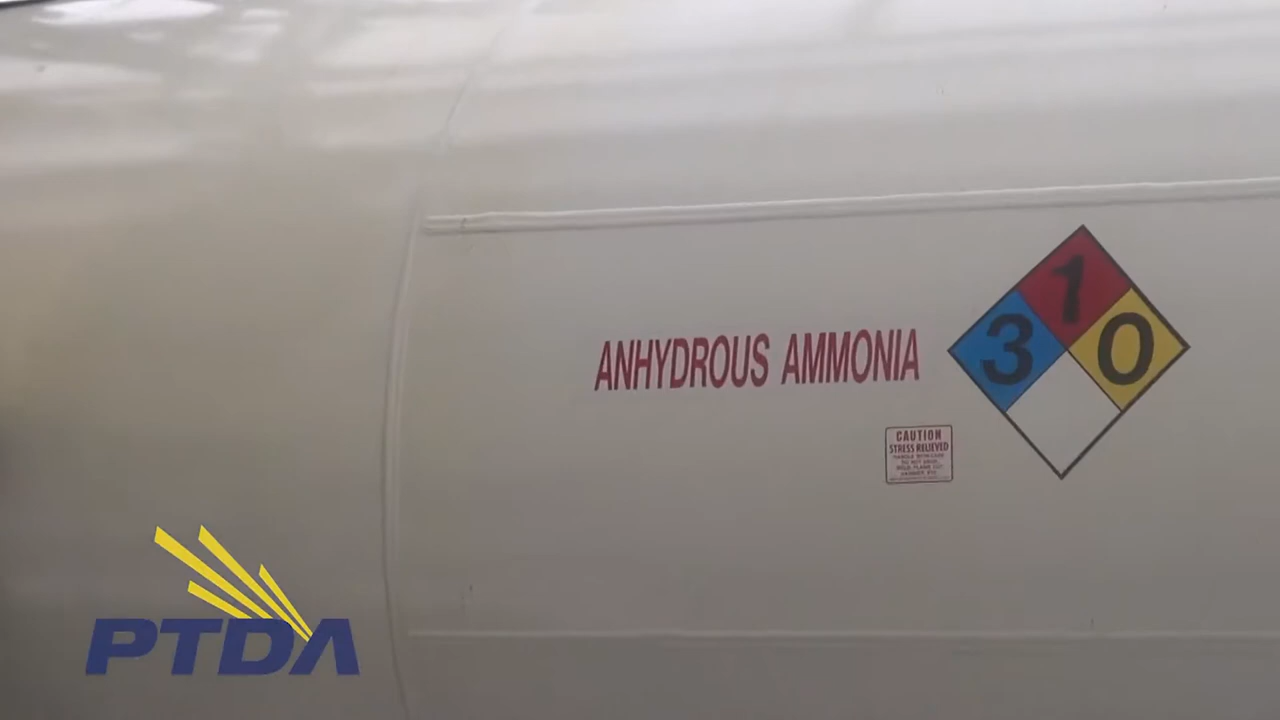 1
3 0
ANHYDROUS AMMONIA
CAUTION
STRESS RELIEVED
PTDA